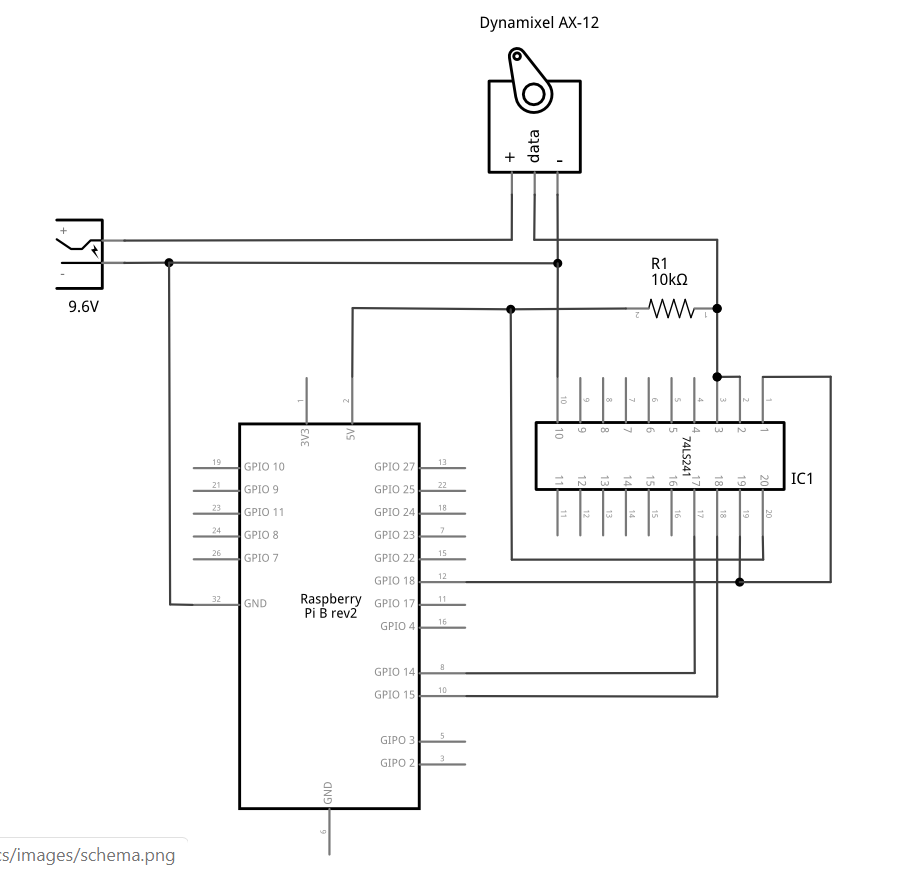 Dynamixel AX-12
+
data
-
+
-
9.6V
R1
10kΩ
2
1
1
2
3V3
5V
10
9
8
7
6
5
4
3
2
1
10
9
8
7
6
5
4
3
2
1
74LS241
IC1
11
12
13
14
15
16
17
18
19
20
11
12
13
14
15
16
17
18
19
20
19 GPIO 10
21 GPIO 9
23 GPIO 11
24 GPIO 8
26 GPIO 7
32 GND
GPIO 27 13
GPIO 25 22
GPIO 24 18
GPIO 23 7
GPIO 22 15
GPIO 18 12
GPIO 17 11
GPIO 4 16
GPIO 14 8
GPIO 15 10
GIPO 3 5
GIPO 2 3
Raspberry
Pi B rev2
GND
6
cs/images/schema.png